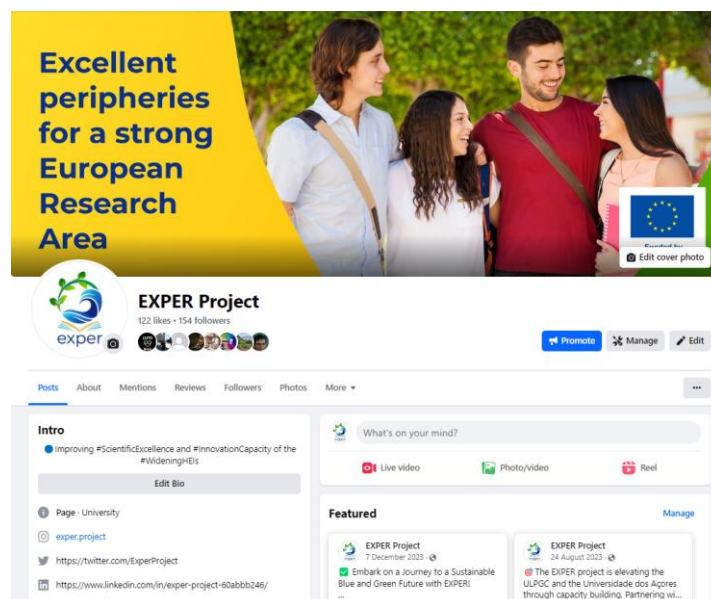 Excellent
peripheries
for a strong
European
Research
Area
Funded by
Edit cover photo
exper
EXPER Project
122 likes • 154 followers
Promote
Manage
Edit
Posts
About
Mentions
Reviews
Followers
Photos
More
Intro
Improving #ScientificExcellence and #InnovationCapacity of the
#WideningHEIs
Edit Bio
Page · University
exper.project
https://twitter.com/ExperProject
https://www.linkedin.com/in/exper-project-60abbb246/
What's on your mind?
Live video
Photo/video
Reel
Featured
Manage
EXPER Project
7 December 2023 ·
Embark on a Journey to a Sustainable
Blue and Green Future with EXPER!
...
EXPER Project
24 August 2023 ·
The EXPER project is elevating the
ULPGC and the Universidade dos Açores
through capacity building. Partnering wi...